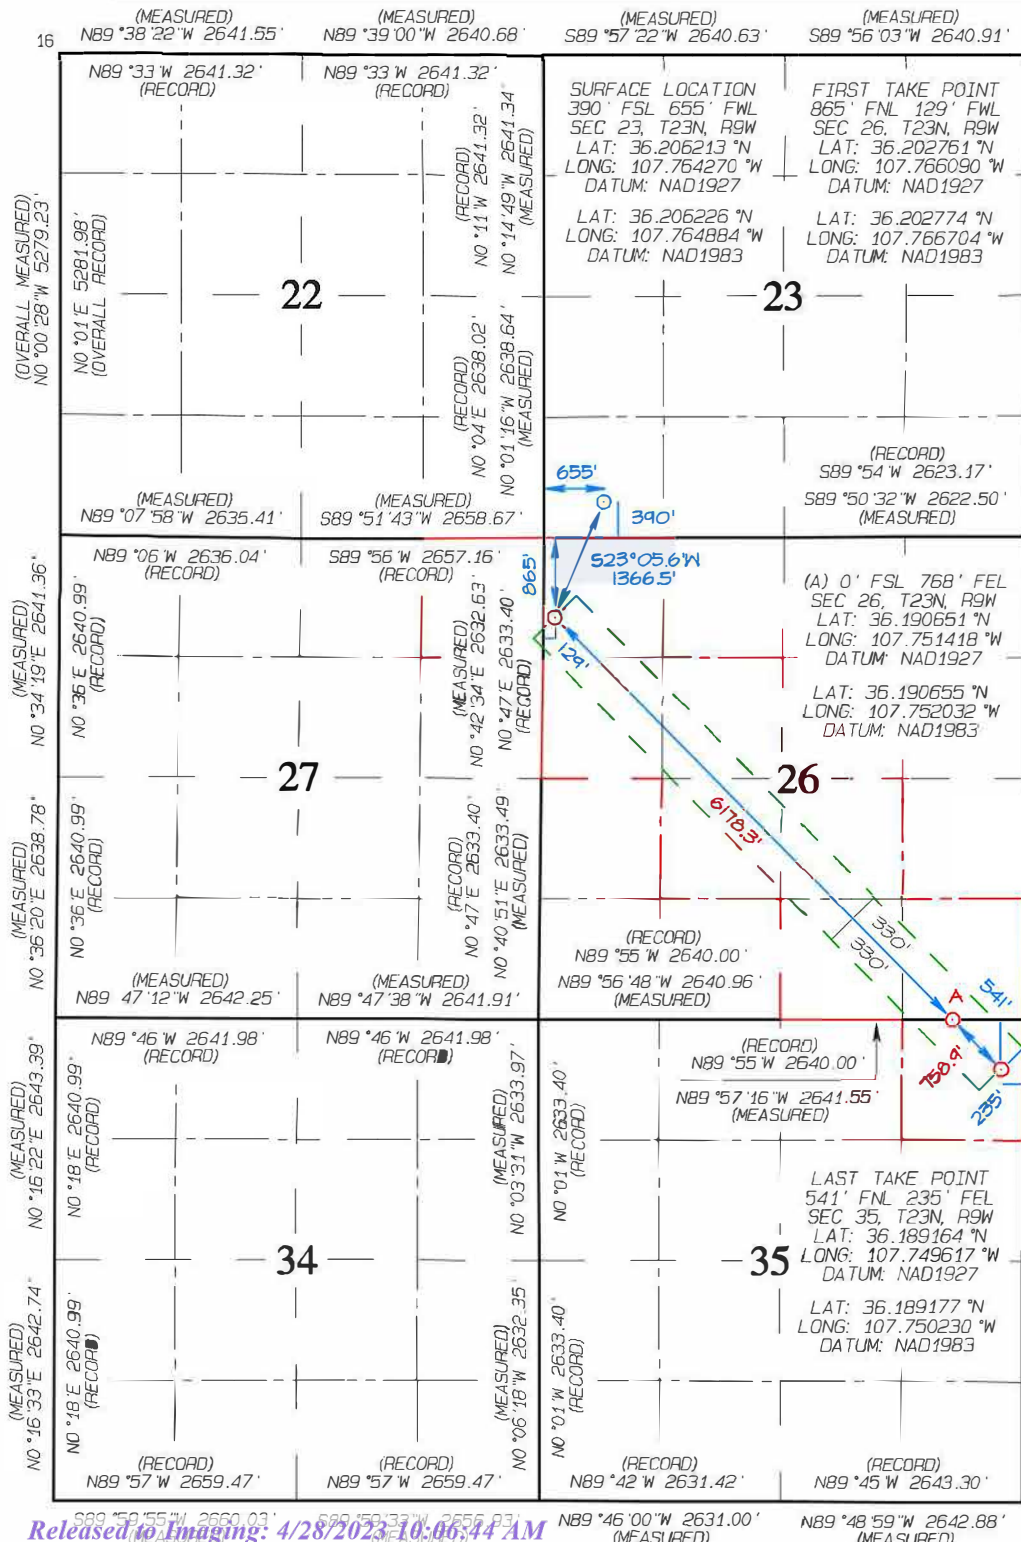 (MEASURED)
N89°38'22"W 2641.55'
(MEASURED)
N89°39'00"W 2640.68'
(MEASURED)
S89°57'22"W 2640.63'
(MEASURED)
S89°56'03"W 2640.91'
16
N89°33'W 2641.32'
(RECORD)
N89°33'W 2641.32'
(RECORD)
SURFACE LOCATION
390' FSL 655' FWL
SEC 23, T23N, R9W
LAT: 36.206213°N
LONG: 107.764270°W
DATUM: NAD1927
LAT: 36.206226°N
LONG: 107.764884°W
DATUM: NAD1983
FIRST TAKE POINT
865' FNL 129' FWL
SEC 26, T23N, R9W
LAT: 36.202761°N
LONG: 107.766090°W
DATUM: NAD1927
LAT: 36.202774°N
LONG: 107.766704°W
DATUM: NAD1983
(OVERALL MEASURED)
N0°00'28"W 5279.23'
N0°01'E 5281.98'
(OVERALL RECORD)
(RECORD)
N0°11'W 2641.32'
N0°14'49"W 2641.34'
(MEASURED)
22
23
(RECORD)
N0°04'E 2638.02'
N0°01'16"W 2638.64'
(MEASURED)
(RECORD)
S89°54'W 2623.17'
S89°50'32"W 2622.50'
(MEASURED)
655'
390'
(MEASURED)
N89°07'58"W 2635.41'
(MEASURED)
S89°51'43"W 2658.67'
N89°06'W 2636.04'
(RECORD)
S89°56'W 2657.16'
(RECORD)
865'
S23°05.6'W
1366.5'
129'
(A) 0' FSL 768' FEL
SEC 26, T23N, R9W
LAT: 36.190651°N
LONG: 107.751418°W
DATUM: NAD1927
LAT: 36.190655°N
LONG: 107.752032°W
DATUM: NAD1983
(MEASURED)
N0°34'19"E 2641.36'
N0°36'E 2640.99'
(RECORD)
(MEASURED)
N0°42'34"E 2632.63'
N0°47'E 2633.40'
(RECORD)
27
26
6178.3'
(MEASURED)
N0°36'20"E 2638.78'
N0°36'E 2640.99'
(RECORD)
(RECORD)
N0°47'E 2633.40'
N0°40'51"E 2633.49'
(MEASURED)
330'
330'
(RECORD)
N89°55'W 2640.00'
N89°56'48"W 2640.96'
(MEASURED)
(MEASURED)
N89 47'12"W 2642.25'
(MEASURED)
N89°47'38"W 2641.91'
A
541'
758.9'
235'
N89°46'W 2641.98'
(RECORD)
N89°46'W 2641.98'
(RECORD)
(RECORD)
N89°55'W 2640.00'
N89°57'16"W 2641.55'
(MEASURED)
(MEASURED)
N0°16'22"E 2643.39'
N0°18'E 2640.99'
(RECORD)
(MEASURED)
N0°03'31"W 2633.97'
N0°01'W 2633.40'
(RECORD)
LAST TAKE POINT
541' FNL 235' FEL
SEC 35, T23N, R9W
LAT: 36.189164°N
LONG: 107.749617°W
DATUM: NAD1927
LAT: 36.189177°N
LONG: 107.750230°W
DATUM: NAD1983
34
35
(MEASURED)
N0°16'33"E 2642.74'
N0°18'E 2640.99'
(RECORD)
(MEASURED)
N0°06'18"W 2632.35'
N0°01'W 2633.40'
(RECORD)
(RECORD)
N89°57'W 2659.47'
(RECORD)
N89°57'W 2659.47'
(RECORD)
N89°42'W 2631.42'
(RECORD)
N89°45'W 2643.30'
S89°59'55"W 2660.03'
Released to Imaging: 4/28/2023 10:06:44 AM
N89°46'00"W 2631.00'
(MEASURED)
N89°48'59"W 2642.88'
(MEASURED)